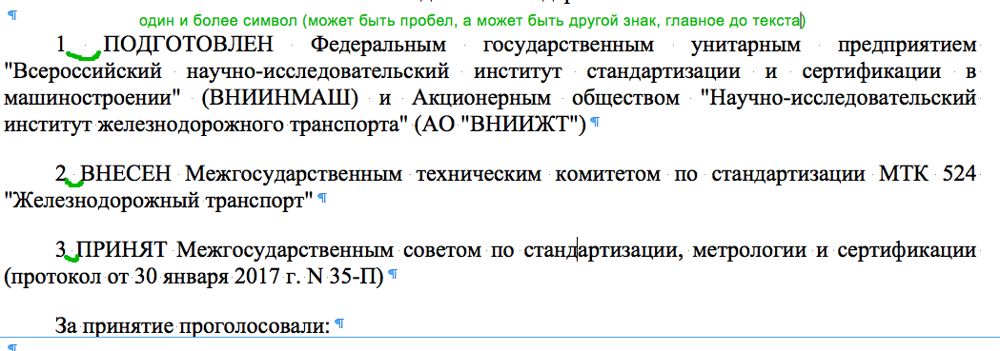 один и более символ (может быть пробел, а может быть другой знак, главное до текста)
1 ПОДГОТОВЛЕН Федеральным государственным унитарным предприятием
"Всероссийский научно-исследовательский институт стандартизации и сертификации в
машиностроении" (ВНИИНМАШ) и Акционерным обществом "Научно-исследовательский
институт железнодорожного транспорта" (АО "ВНИИЖТ")
2 ВНЕСЕН Межгосударственным техническим комитетом по стандартизации МТК 524
"Железнодорожный транспорт"
3 ПРИНЯТ Межгосударственным советом по стандартизации, метрологии и сертификации
(протокол от 30 января 2017 г. N 35-П)
За принятие проголосовали: